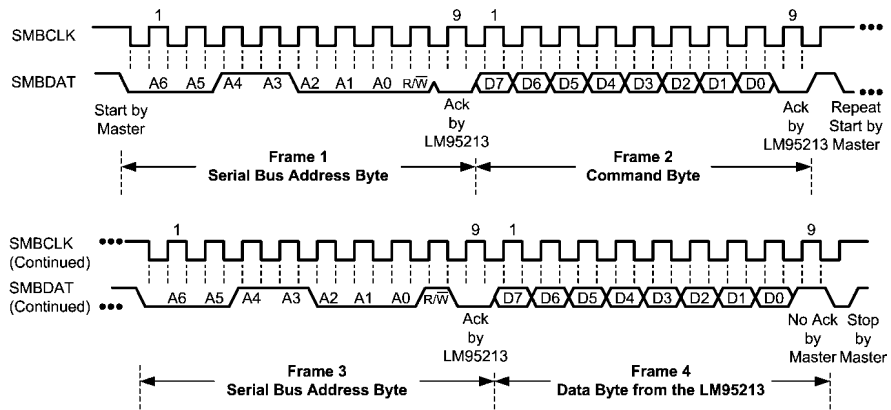 1 9 1 9
SMBCLK
SMBDAT
A6 A5 A4 A3 A2 A1 A0 R/W̅ D7 D6 D5 D4 D3 D2 D1 D0
Start by
Master
Ack
by
LM95213
Ack
by
LM95213
Repeat
Start by
Master
Frame 1
Serial Bus Address Byte
Frame 2
Command Byte
1 9 1 9
SMBCLK
(Continued)
SMBDAT
(Continued)
A6 A5 A4 A3 A2 A1 A0 R/W̅ D7 D6 D5 D4 D3 D2 D1 D0
Ack
by
LM95213
No Ack
by
Master
Stop
by
Master
Frame 3
Serial Bus Address Byte
Frame 4
Data Byte from the LM95213